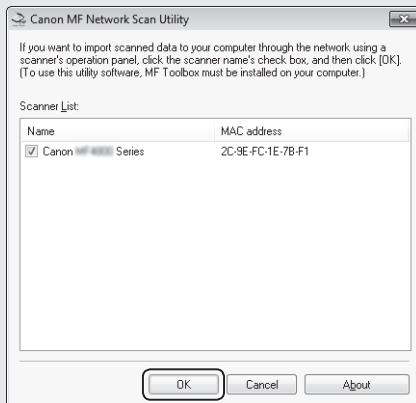 Canon MF Network Scan Utility
If you want to import scanned data to your computer through the network using a
scanner's operation panel, click the scanner name's check box, and then click [OK].
(To use this utility software, MF Toolbox must be installed on your computer.)
Scanner List:
Name MAC address
Canon Series 2C-9E-FC-1E-7B-F1
OK Cancel About